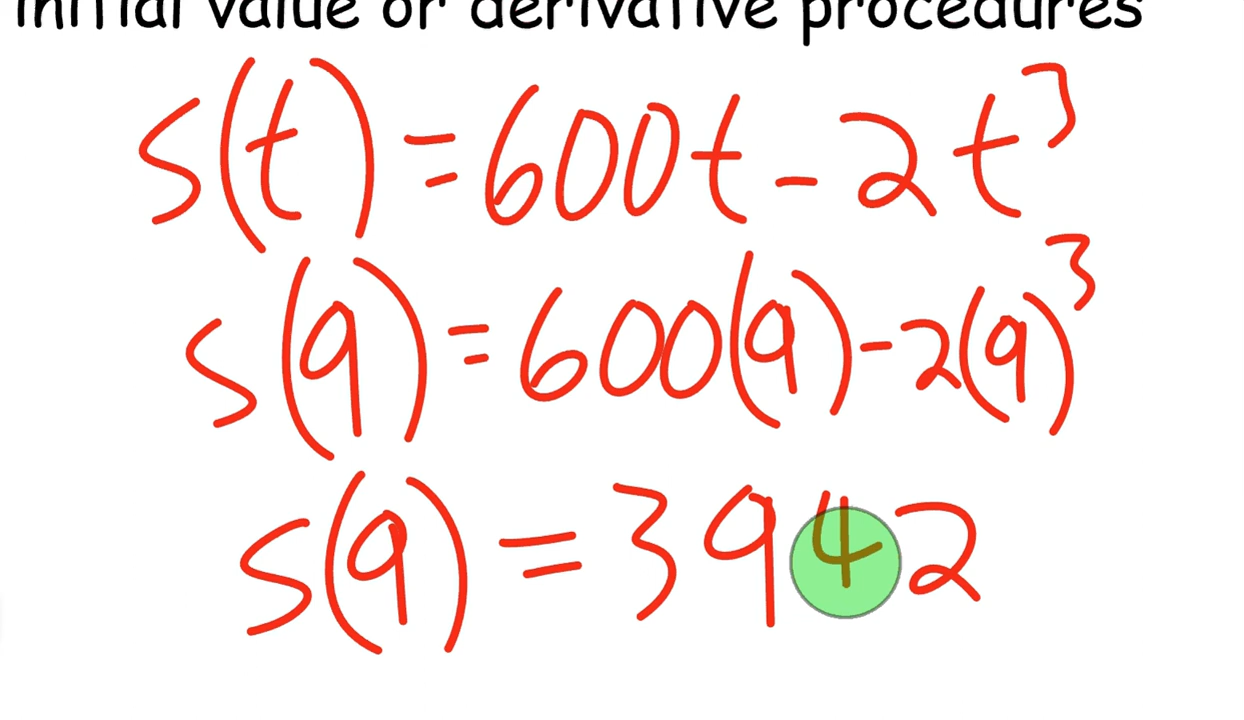 initial value or derivative procedures
s(t) = 600t - 2t³
s(9) = 600(9) - 2(9)³
s(9) = 3942